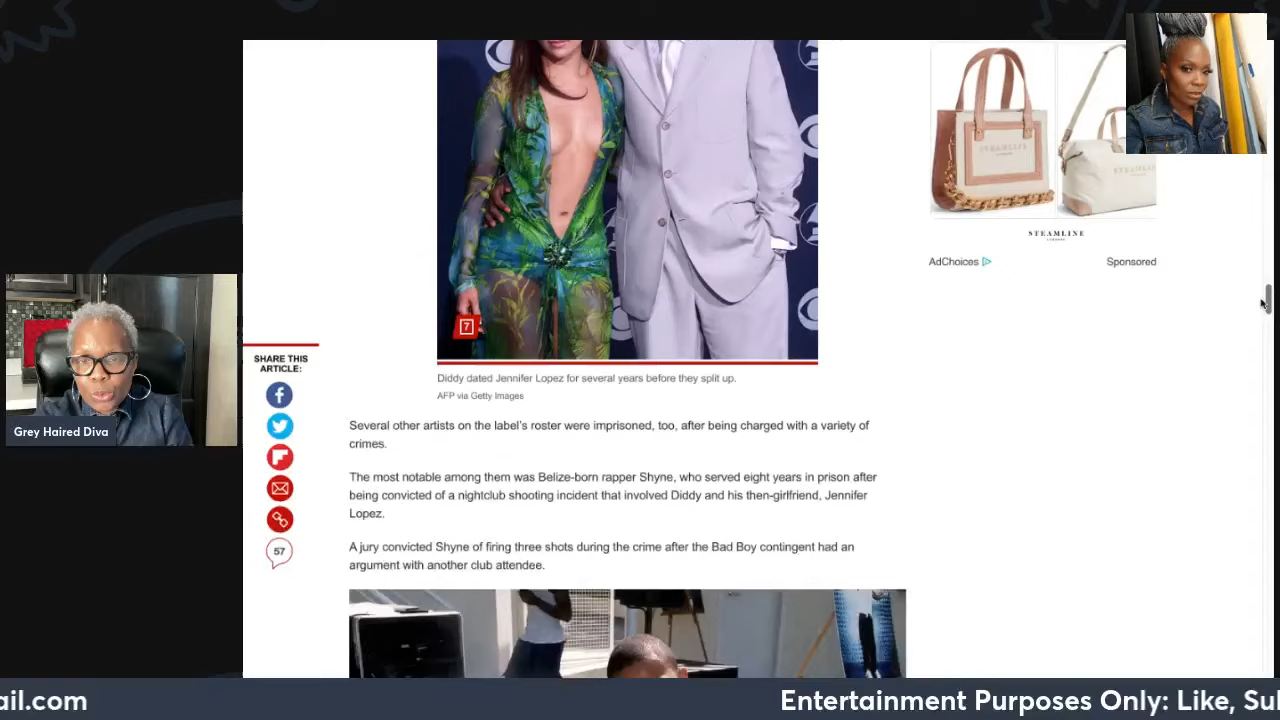 STEAMLINE
LONDON
AdChoices
Sponsored
7
SHARE THIS
ARTICLE:
57
Grey Haired Diva
Diddy dated Jennifer Lopez for several years before they split up.
AFP via Getty Images
Several other artists on the label’s roster were imprisoned, too, after being charged with a variety of
crimes.
The most notable among them was Belize-born rapper Shyne, who served eight years in prison after
being convicted of a nightclub shooting incident that involved Diddy and his then-girlfriend, Jennifer
Lopez.
A jury convicted Shyne of firing three shots during the crime after the Bad Boy contingent had an
argument with another club attendee.
ail.com
Entertainment Purposes Only: Like, Su